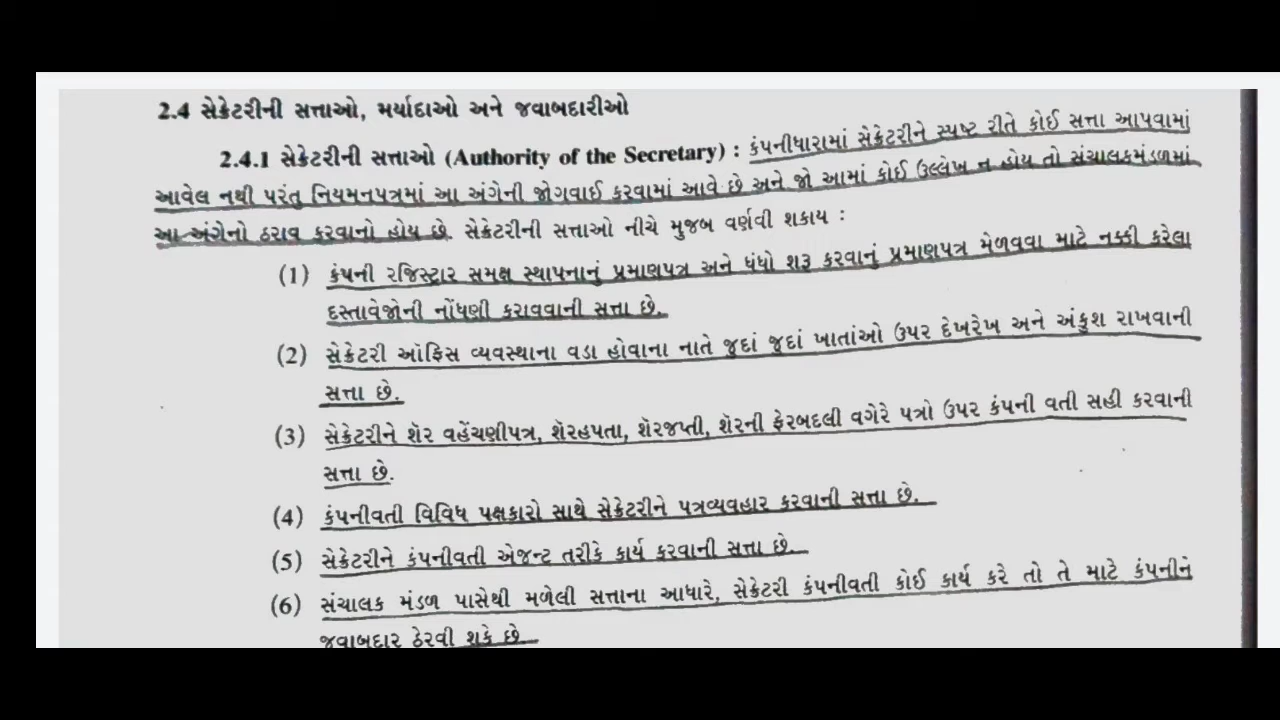 2.4 સેક્રેટરીની સત્તાઓ, મર્યાદાઓ અને જવાબદારીઓ
2.4.1 સેક્રેટરીની સત્તાઓ (Authority of the Secretary) : કંપનીધારામાં સેક્રેટરીને સ્પષ્ટ રીતે કોઈ સત્તા આપવામાં
આવેલ નથી પરંતુ નિયમનપત્રમાં આ અંગેની જોગવાઈ કરવામાં આવે છે અને જો આમાં કોઈ ઉલ્લેખ ન હોય તો સંચાલકમંડળમાં
આ અંગેનો ઠરાવ કરવાનો હોય છે. સેક્રેટરીની સત્તાઓ નીચે મુજબ વર્ણવી શકાય :
(1) કંપની રજિસ્ટ્રાર સમક્ષ સ્થાપનાનું પ્રમાણપત્ર અને ધંધો શરૂ કરવાનું પ્રમાણપત્ર મેળવવા માટે નક્કી કરેલા
દસ્તાવેજોની નોંધણી કરાવવાની સત્તા છે.
(2) સેક્રેટરી ઑફિસ વ્યવસ્થાના વડા હોવાના નાતે જુદાં જુદાં ખાતાંઓ ઉપર દેખરેખ અને અંકુશ રાખવાની
સત્તા છે.
(3) સેક્રેટરીને શૅર વહેંચણીપત્ર, શૅરહપતા, શૅરજપ્તી, શૅરની ફેરબદલી વગેરે પત્રો ઉપર કંપની વતી સહી કરવાની
સત્તા છે.
(4) કંપનીવતી વિવિધ પક્ષકારો સાથે સેક્રેટરીને પત્રવ્યવહાર કરવાની સત્તા છે.
(5) સેક્રેટરીને કંપનીવતી એજન્ટ તરીકે કાર્ય કરવાની સત્તા છે.
(6) સંચાલક મંડળ પાસેથી મળેલી સત્તાના આધારે, સેક્રેટરી કંપનીવતી કોઈ કાર્ય કરે તો તે માટે કંપનીને
જવાબદાર ઠેરવી શકે છે.